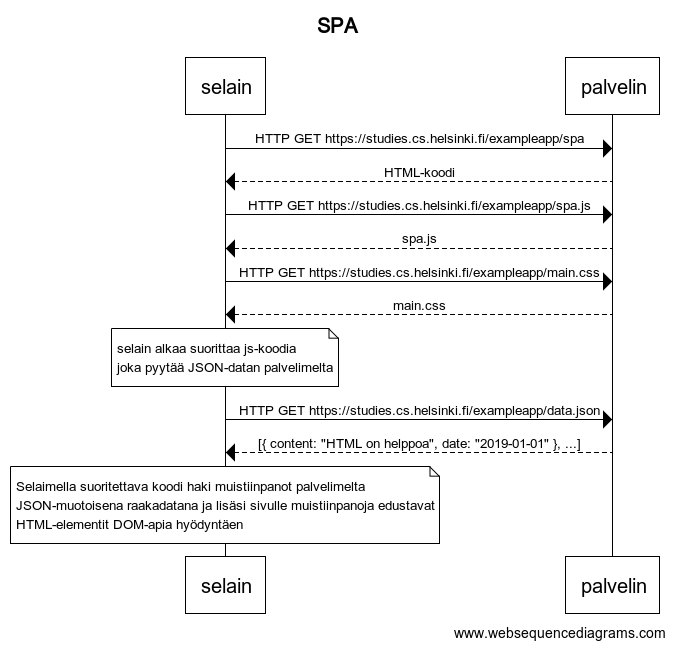 SPA
selain palvelin
HTTP GET https://studies.cs.helsinki.fi/exampleapp/spa
HTML-koodi
HTTP GET https://studies.cs.helsinki.fi/exampleapp/spa.js
spa.js
HTTP GET https://studies.cs.helsinki.fi/exampleapp/main.css
main.css
selain alkaa suorittaa js-koodia
joka pyytää JSON-datan palvelimelta
HTTP GET https://studies.cs.helsinki.fi/exampleapp/data.json
[{ content: "HTML on helppoa", date: "2019-01-01" }, ...]
Selaimella suoritettava koodi haki muistiinpanot palvelimelta
JSON-muotoisena raakadatana ja lisäsi sivulle muistiinpanoja edustavat
HTML-elementit DOM-apia hyödyntäen
selain palvelin
www.websequencediagrams.com